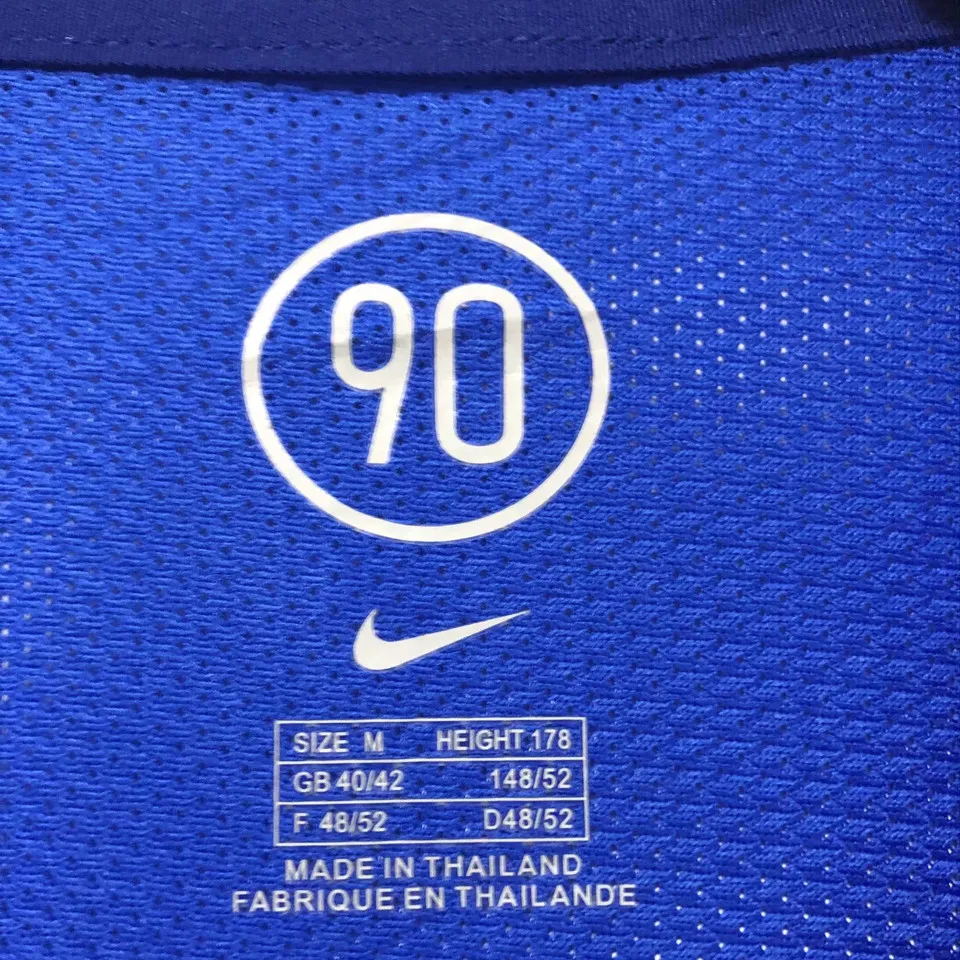 90
SIZE M HEIGHT 178
GB 40/42 148/52
F 48/52 D48/52
MADE IN THAILAND
FABRIQUE EN THAILANDE